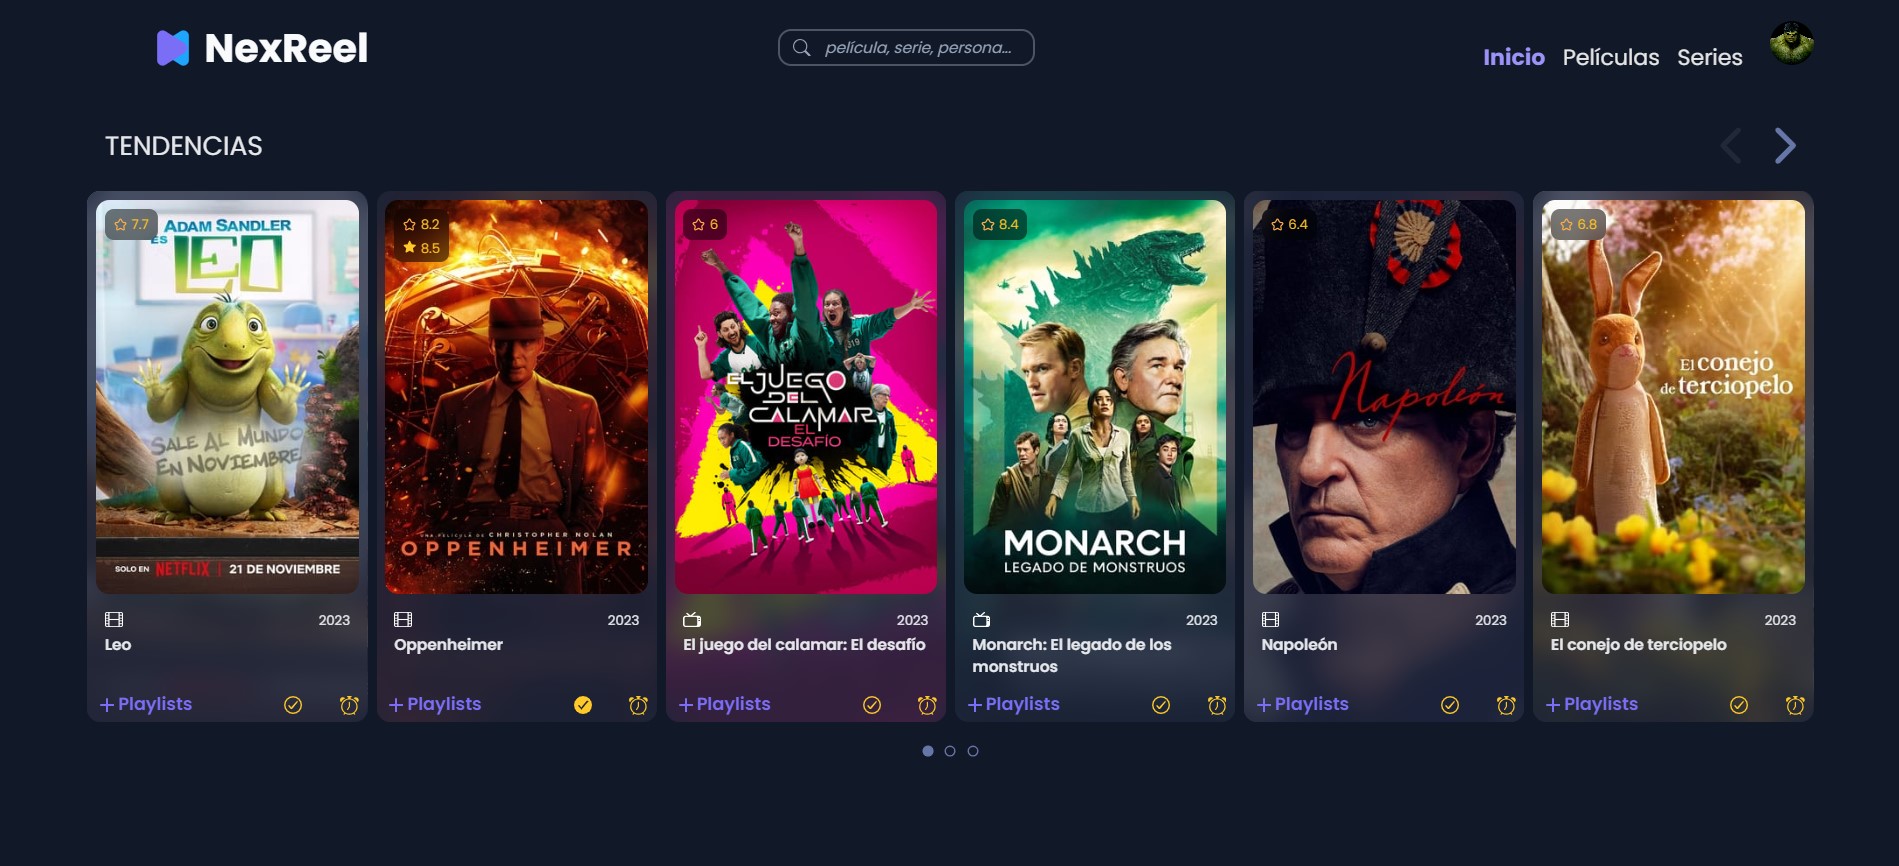 NexReel
película, serie, persona...
Inicio
Películas
Series
TENDENCIAS
7.7
ADAM SANDLER
ES
LEO
SALE AL MUNDO
EN NOVIEMBRE
SOLO EN NETFLIX | 21 DE NOVIEMBRE
2023
Leo
Playlists
8.2
8.5
UNA PELÍCULA DE CHRISTOPHER NOLAN
OPPENHEIMER
2023
Oppenheimer
Playlists
6
319
EL JUEGO
DEL
CALAMAR
EL
DESAFÍO
2023
El juego del calamar: El desafío
Playlists
8.4
MONARCH
LEGADO DE MONSTRUOS
2023
Monarch: El legado de los
monstruos
Playlists
6.4
Napoleón
2023
Napoleón
Playlists
6.8
El conejo
de terciopelo
2023
El conejo de terciopelo
Playlists